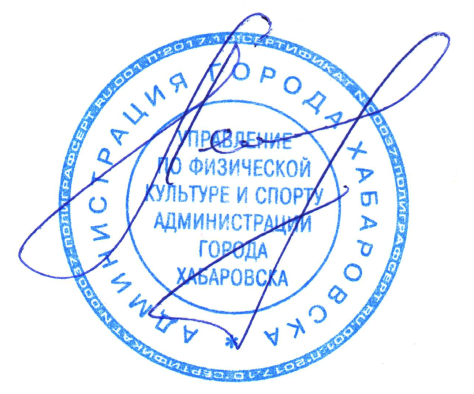 АДМИНИСТРАЦИЯ ГОРОДА ХАБАРОВСКА *
УПРАВЛЕНИЕ
ПО ФИЗИЧЕСКОЙ
КУЛЬТУРЕ И СПОРТУ
АДМИНИСТРАЦИИ
ГОРОДА
ХАБАРОВСКА